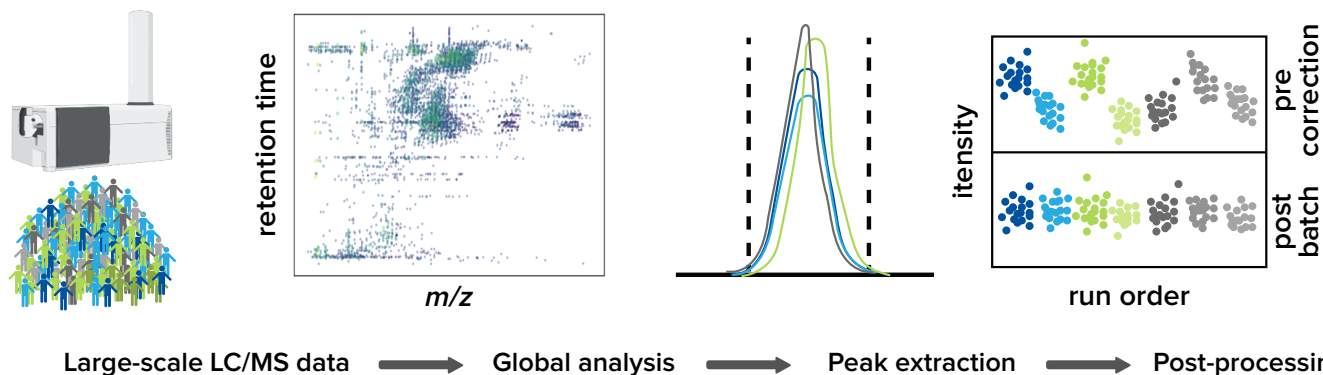 retention time
m/z
itensity
pre
correction
post
batch
run order
Large-scale LC/MS data
Global analysis
Peak extraction
Post-processin